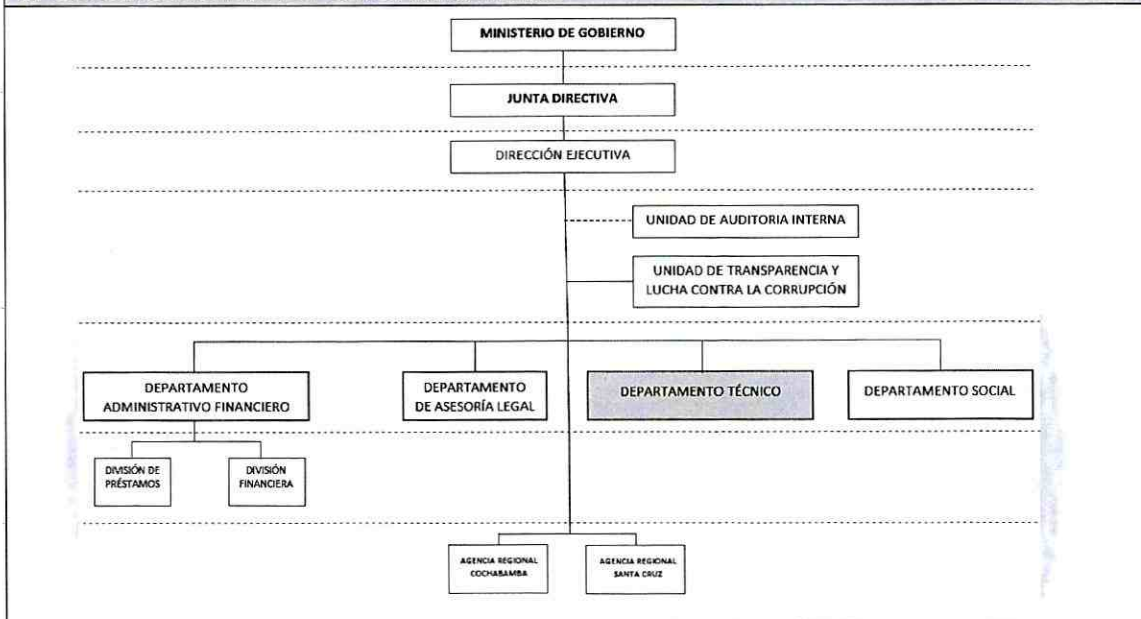 MINISTERIO DE GOBIERNO
JUNTA DIRECTIVA
DIRECCIÓN EJECUTIVA
UNIDAD DE AUDITORIA INTERNA
UNIDAD DE TRANSPARENCIA Y
LUCHA CONTRA LA CORRUPCIÓN
DEPARTAMENTO
ADMINISTRATIVO FINANCIERO
DEPARTAMENTO
DE ASESORÍA LEGAL
DEPARTAMENTO TÉCNICO
DEPARTAMENTO SOCIAL
DIVISIÓN DE
PRÉSTAMOS
DIVISIÓN
FINANCIERA
AGENCIA REGIONAL
COCHABAMBA
AGENCIA REGIONAL
SANTA CRUZ